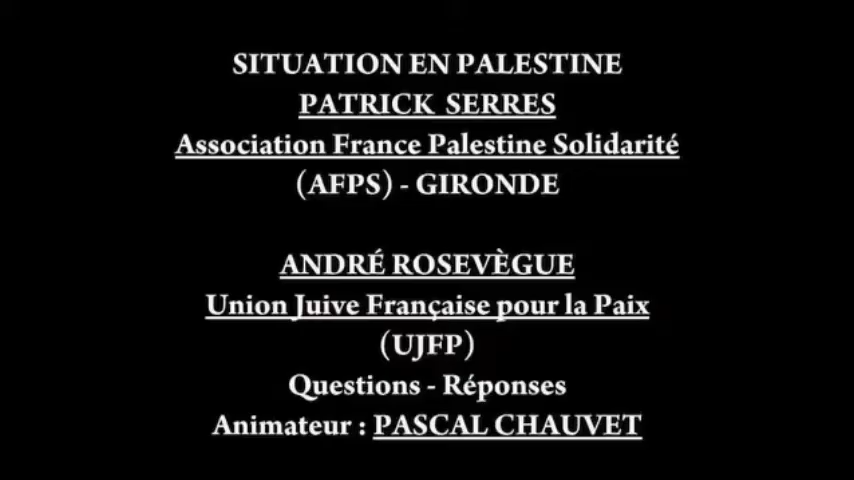 SITUATION EN PALESTINE
PATRICK SERRES
Association France Palestine Solidarité
(AFPS) - GIRONDE
ANDRÉ ROSEVÈGUE
Union Juive Française pour la Paix
(UJFP)
Questions - Réponses
Animateur : PASCAL CHAUVET